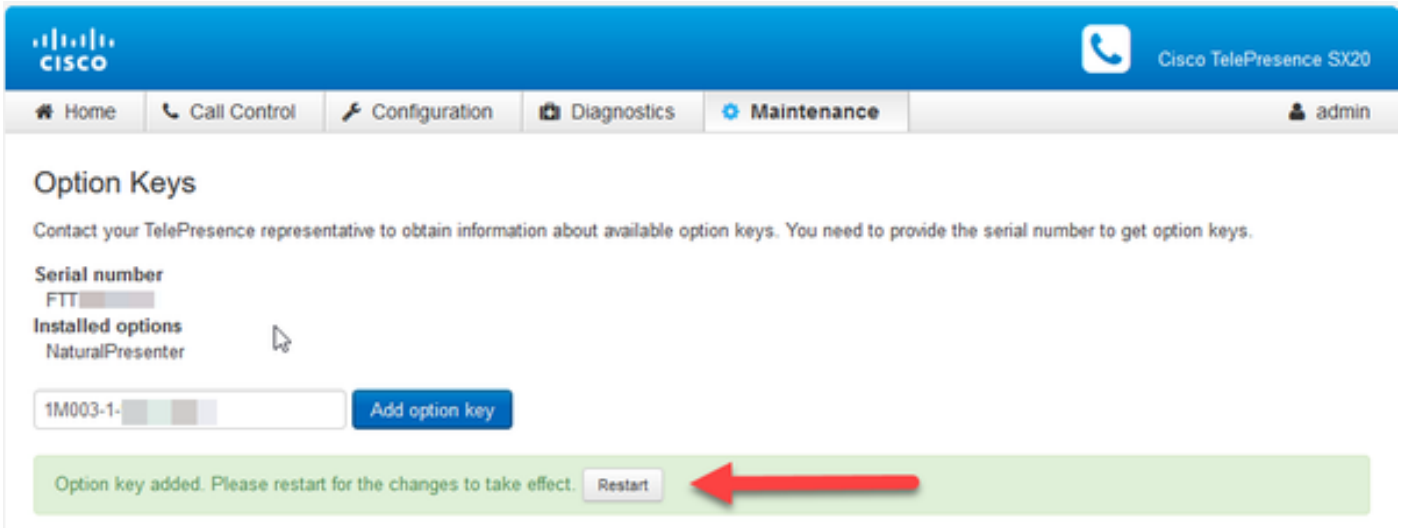 CISCO
Cisco TelePresence SX20
Home Call Control Configuration Diagnostics Maintenance admin
Option Keys
Contact your TelePresence representative to obtain information about available option keys. You need to provide the serial number to get option keys.
Serial number
FTT
Installed options
NaturalPresenter
1M003-1- Add option key
Option key added. Please restart for the changes to take effect. Restart